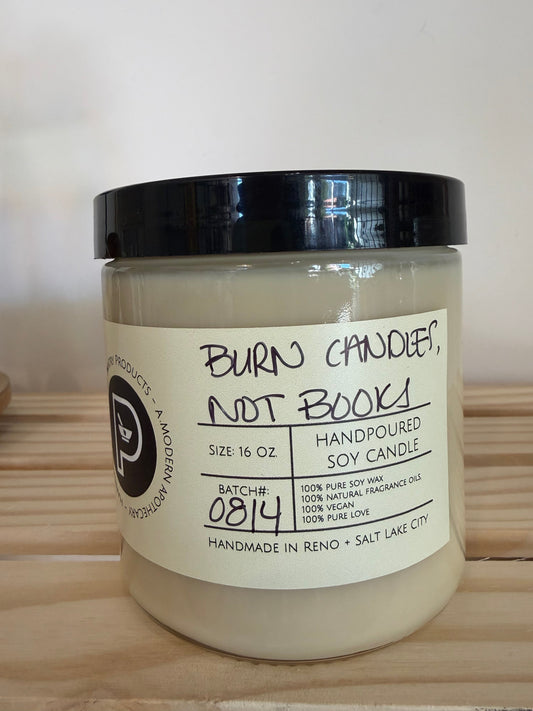 BURN CANDLES,
NOT BOOKS
SIZE: 16 OZ.
HANDPOURED
SOY CANDLE
BATCH#:
0814
100% PURE SOY WAX
100% NATURAL FRAGRANCE OILS.
100% VEGAN
100% PURE LOVE
HANDMADE IN RENO + SALT LAKE CITY
PRODUCTS - A MODERN APOTHECARY -
P